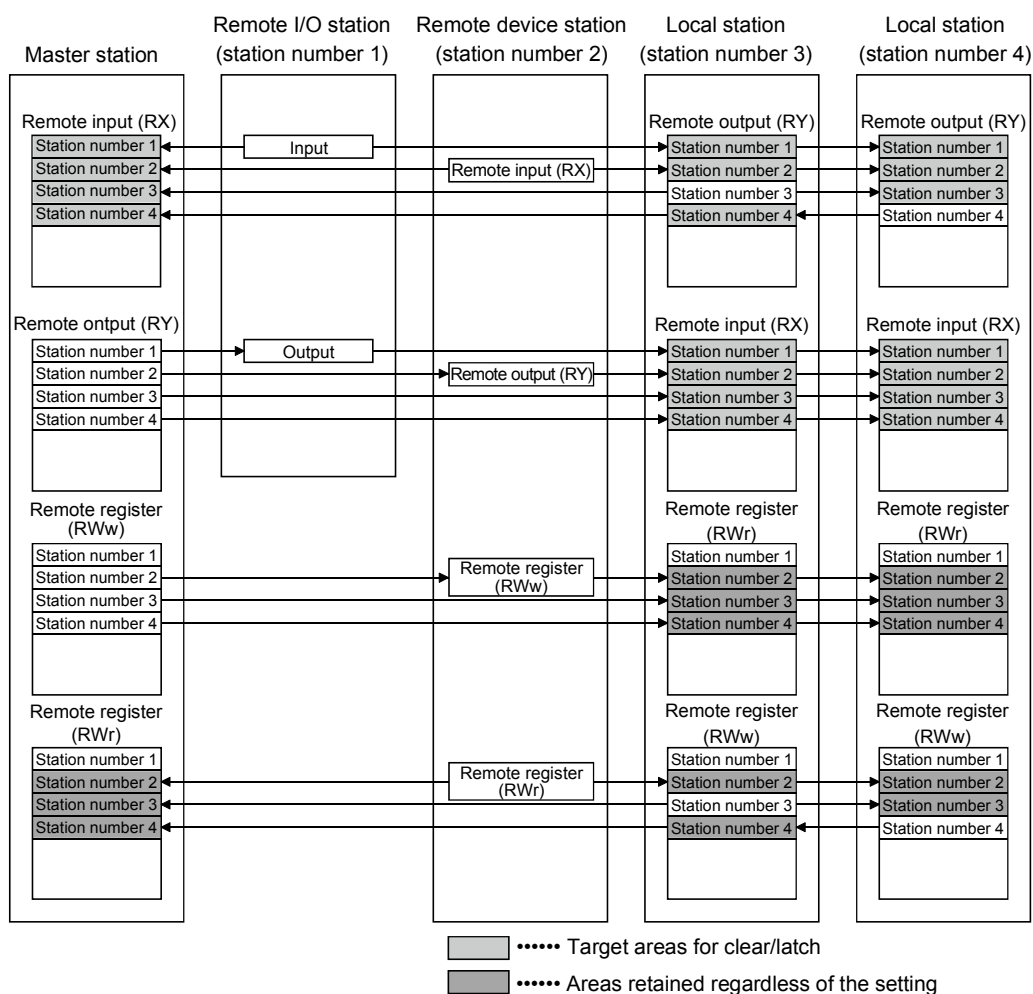 Master station
Remote I/O station
(station number 1)
Remote device station
(station number 2)
Local station
(station number 3)
Local station
(station number 4)
Remote input (RX)
Station number 1
Station number 2
Station number 3
Station number 4
Input
Remote input (RX)
Remote output (RY)
Station number 1
Station number 2
Station number 3
Station number 4
Remote output (RY)
Station number 1
Station number 2
Station number 3
Station number 4
Remote ontput (RY)
Station number 1
Station number 2
Station number 3
Station number 4
Output
Remote output (RY)
Remote input (RX)
Station number 1
Station number 2
Station number 3
Station number 4
Remote input (RX)
Station number 1
Station number 2
Station number 3
Station number 4
Remote register
(RWw)
Station number 1
Station number 2
Station number 3
Station number 4
Remote register
(RWw)
Remote register
(RWr)
Station number 1
Station number 2
Station number 3
Station number 4
Remote register
(RWr)
Station number 1
Station number 2
Station number 3
Station number 4
Remote register
(RWr)
Station number 1
Station number 2
Station number 3
Station number 4
Remote register
(RWr)
Remote register
(RWw)
Station number 1
Station number 2
Station number 3
Station number 4
Remote register
(RWw)
Station number 1
Station number 2
Station number 3
Station number 4
•••••• Target areas for clear/latch
•••••• Areas retained regardless of the setting